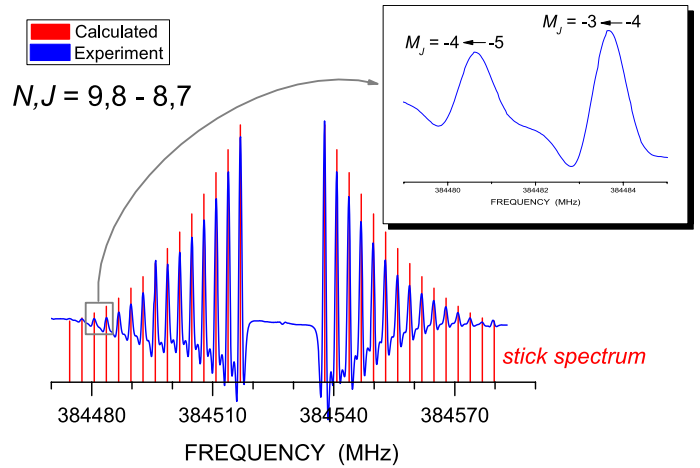 Calculated
Experiment
N,J = 9,8 - 8,7
M_J = -4 ← -5
M_J = -3 ← -4
384480 384482 384484
FREQUENCY (MHz)
stick spectrum
384480 384510 384540 384570
FREQUENCY (MHz)